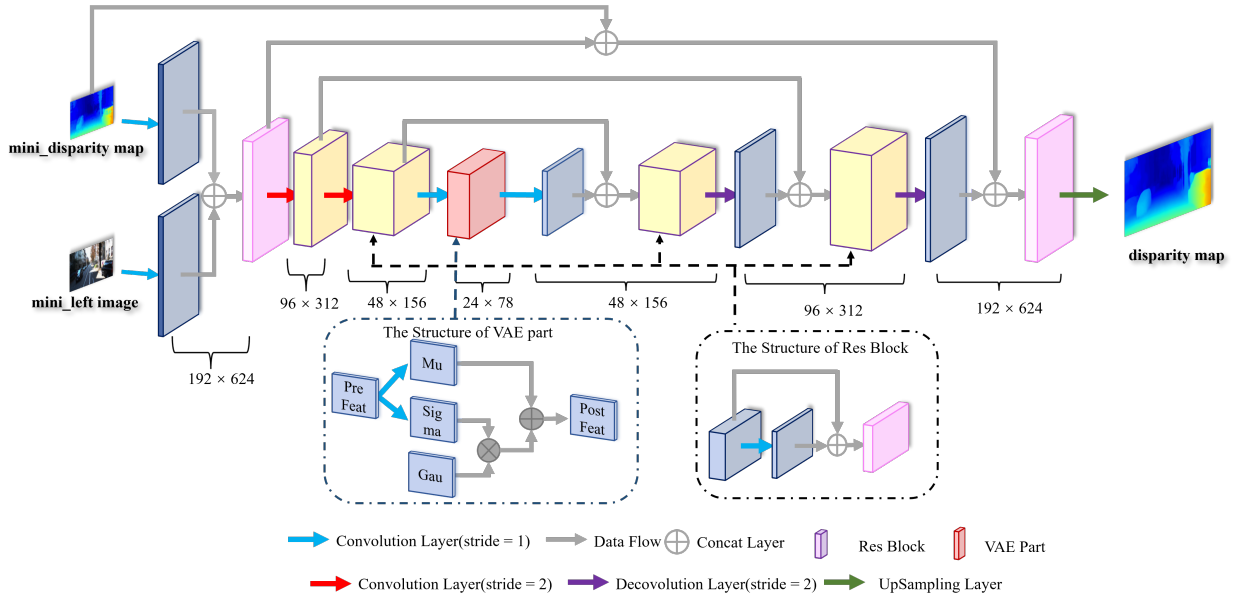 mini_disparity map
mini_left image
disparity map
96 × 312
48 × 156
24 × 78
48 × 156
96 × 312
192 × 624
192 × 624
The Structure of VAE part
Pre
Feat
Mu
Sig
ma
Gau
Post
Feat
The Structure of Res Block
Convolution Layer(stride = 1)
Data Flow
Concat Layer
Res Block
VAE Part
Convolution Layer(stride = 2)
Decovolution Layer(stride = 2)
UpSampling Layer